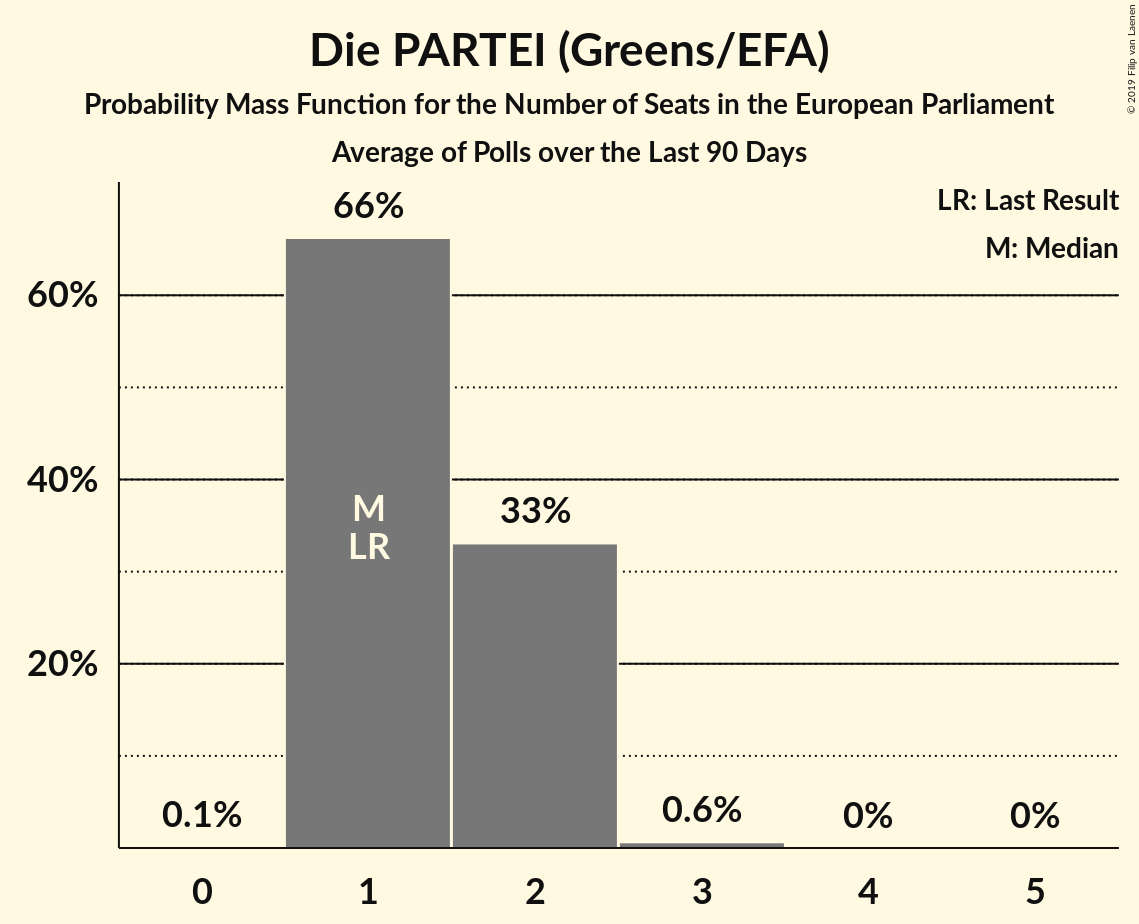 Die PARTEI (Greens/EFA)
Probability Mass Function for the Number of Seats in the European Parliament
Average of Polls over the Last 90 Days
© 2019 Filip van Laenen
LR: Last Result
M: Median
66%
60%
40%
M
33%
LR
20%
0.1%
0.6%
0%
0%
0
1
2
3
4
5